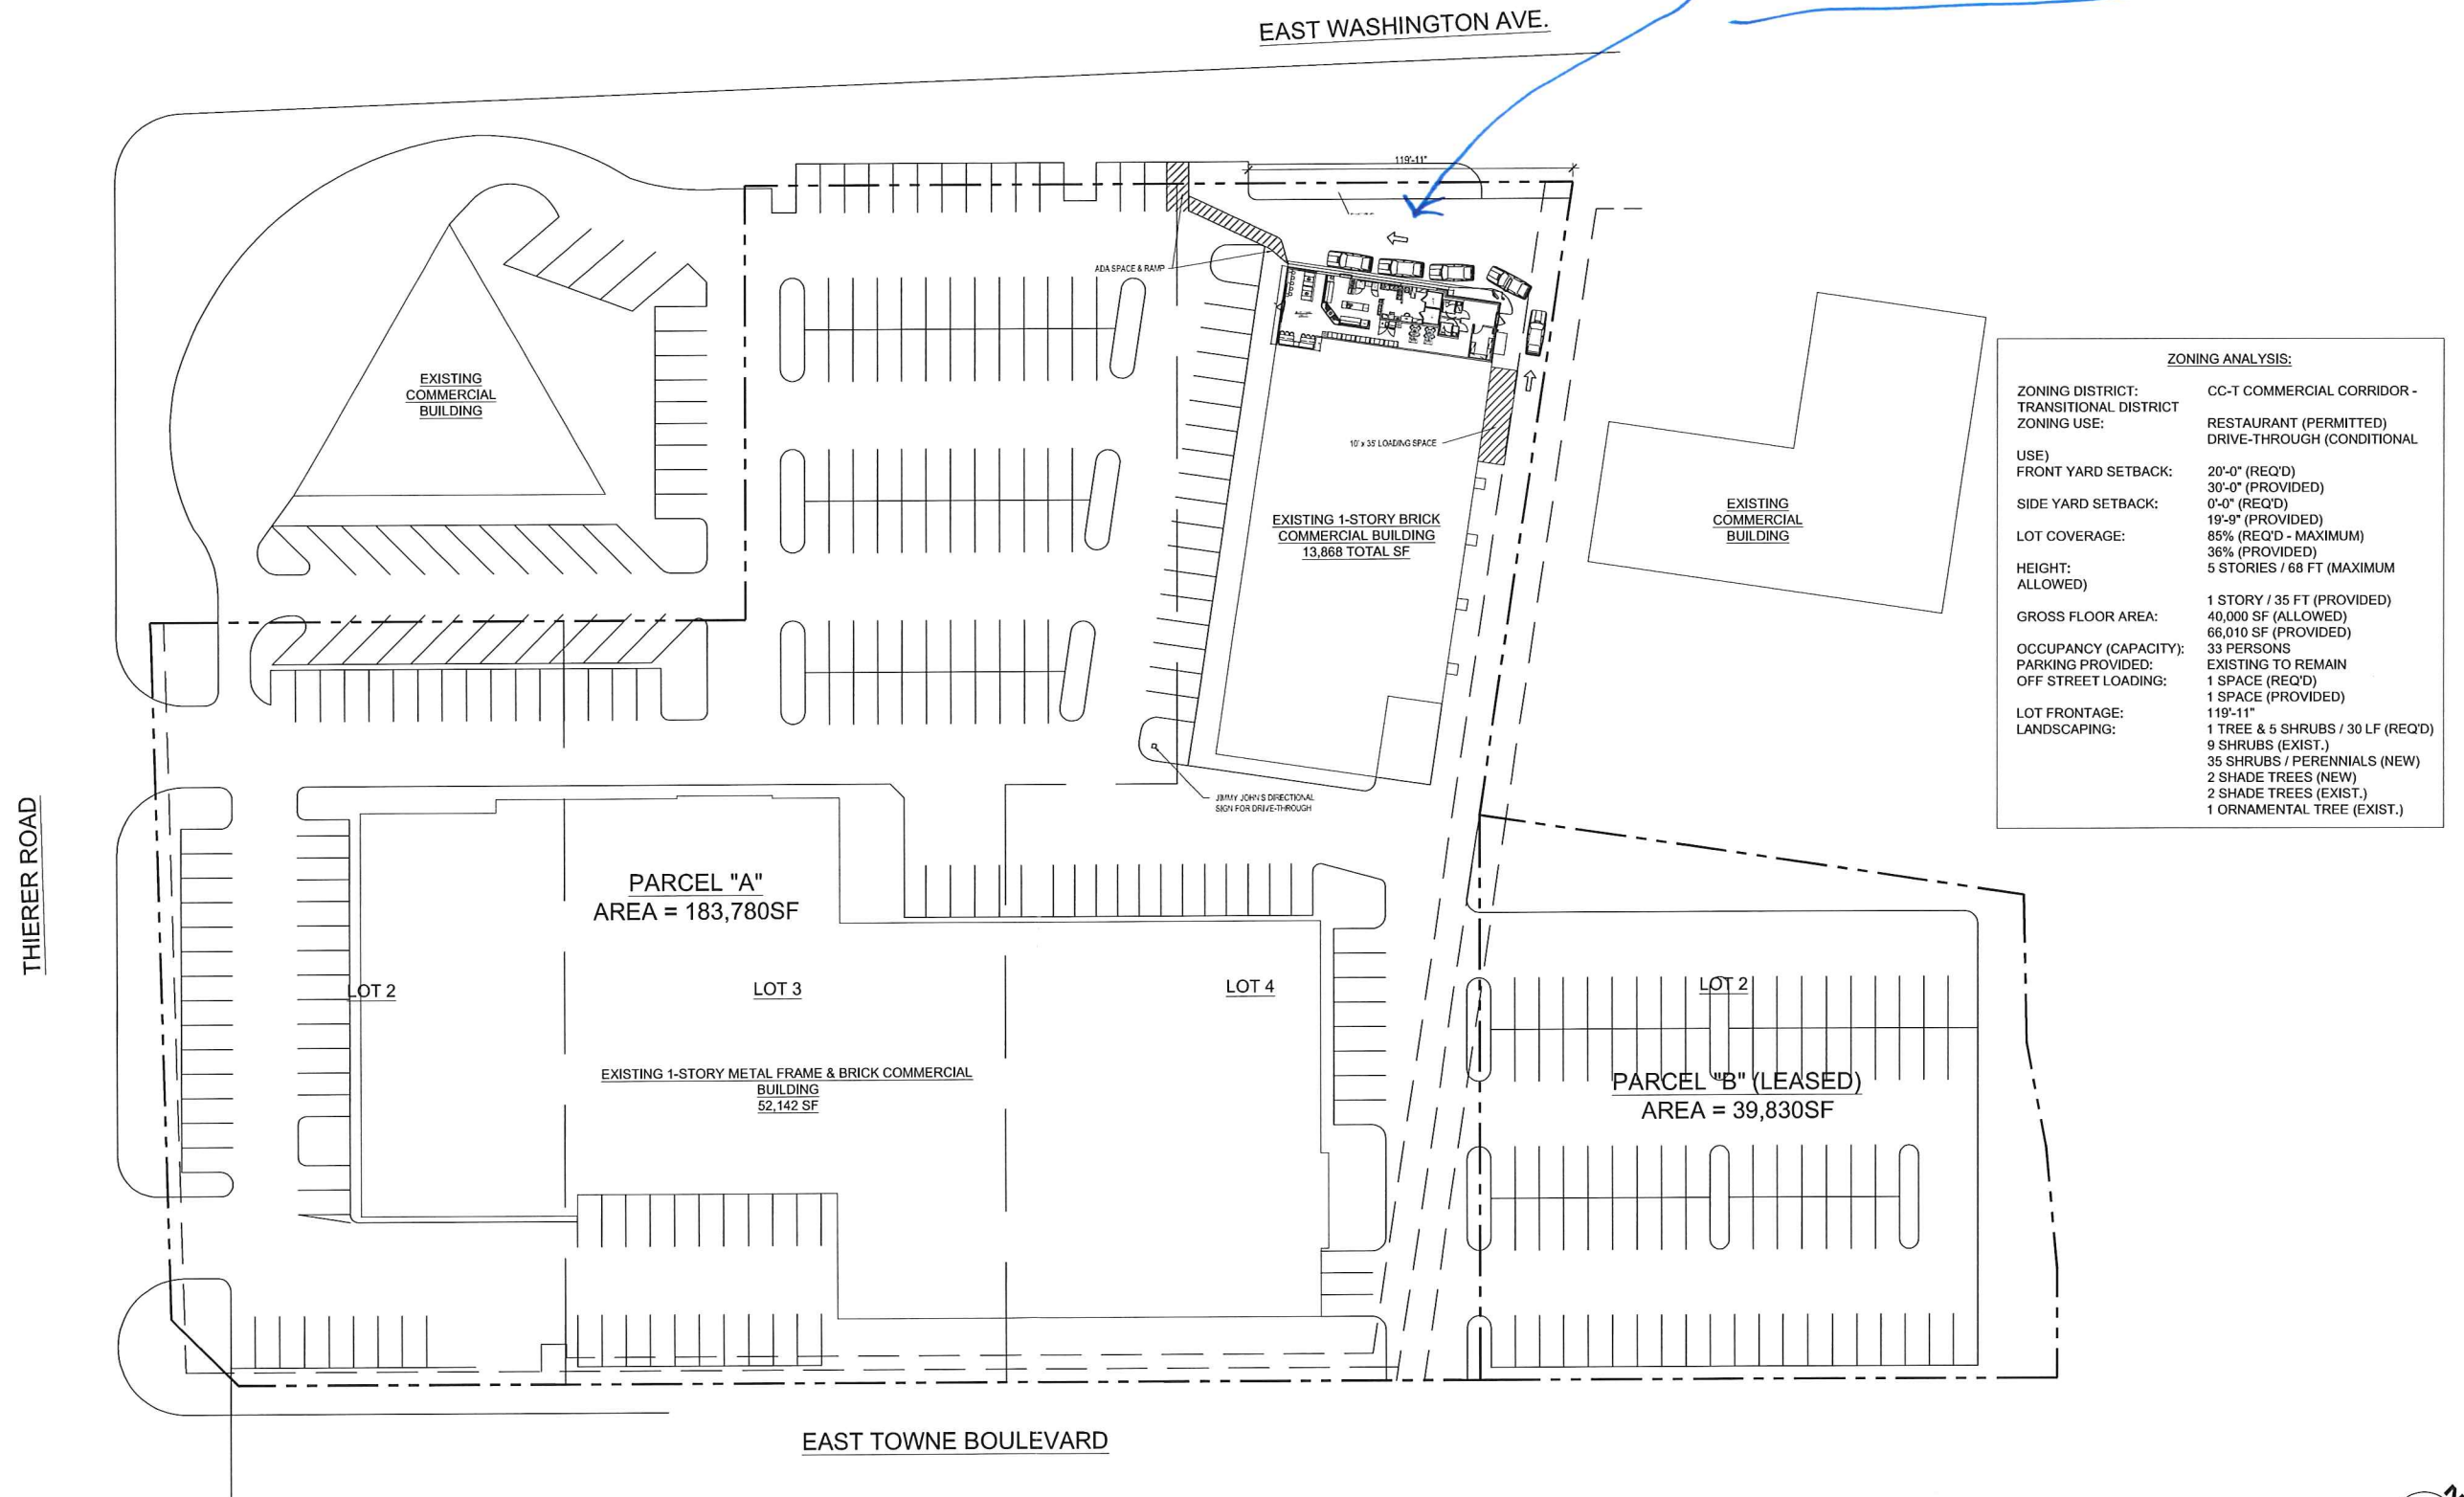 EAST WASHINGTON AVE.
119'-11"
ADA SPACE & RAMP
EXISTING
COMMERCIAL
BUILDING
10' x 35' LOADING SPACE
EXISTING 1-STORY BRICK
COMMERCIAL BUILDING
13,868 TOTAL SF
EXISTING
COMMERCIAL
BUILDING
ZONING ANALYSIS:
ZONING DISTRICT: CC-T COMMERCIAL CORRIDOR -
TRANSITIONAL DISTRICT
ZONING USE: RESTAURANT (PERMITTED)
DRIVE-THROUGH (CONDITIONAL
USE)
FRONT YARD SETBACK: 20'-0" (REQ'D)
30'-0" (PROVIDED)
SIDE YARD SETBACK: 0'-0" (REQ'D)
19'-9" (PROVIDED)
LOT COVERAGE: 85% (REQ'D - MAXIMUM)
36% (PROVIDED)
HEIGHT: 5 STORIES / 68 FT (MAXIMUM
ALLOWED)
1 STORY / 35 FT (PROVIDED)
GROSS FLOOR AREA: 40,000 SF (ALLOWED)
66,010 SF (PROVIDED)
OCCUPANCY (CAPACITY): 33 PERSONS
PARKING PROVIDED: EXISTING TO REMAIN
OFF STREET LOADING: 1 SPACE (REQ'D)
1 SPACE (PROVIDED)
LOT FRONTAGE: 119'-11"
LANDSCAPING: 1 TREE & 5 SHRUBS / 30 LF (REQ'D)
9 SHRUBS (EXIST.)
35 SHRUBS / PERENNIALS (NEW)
2 SHADE TREES (NEW)
2 SHADE TREES (EXIST.)
1 ORNAMENTAL TREE (EXIST.)
JIMMY JOHN'S DIRECTIONAL
SIGN FOR DRIVE-THROUGH
THIERER ROAD
PARCEL "A"
AREA = 183,780SF
LOT 2
LOT 3
LOT 4
LOT 2
EXISTING 1-STORY METAL FRAME & BRICK COMMERCIAL
BUILDING
52,142 SF
PARCEL "B" (LEASED)
AREA = 39,830SF
EAST TOWNE BOULEVARD